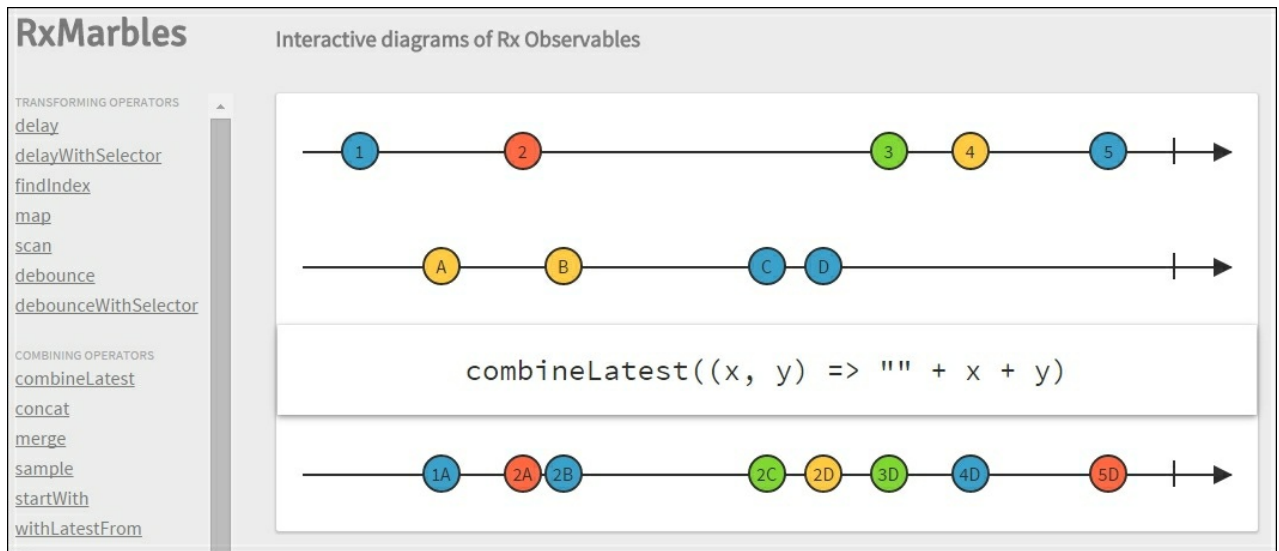 RxMarbles
Interactive diagrams of Rx Observables
TRANSFORMING OPERATORS
delay
delayWithSelector
findIndex
map
scan
debounce
debounceWithSelector
COMBINING OPERATORS
combineLatest
concat
merge
sample
startWith
withLatestFrom
1 2 3 4 5
A B C D
combineLatest((x, y) => "" + x + y)
1A 2A 2B 2C 2D 3D 4D 5D